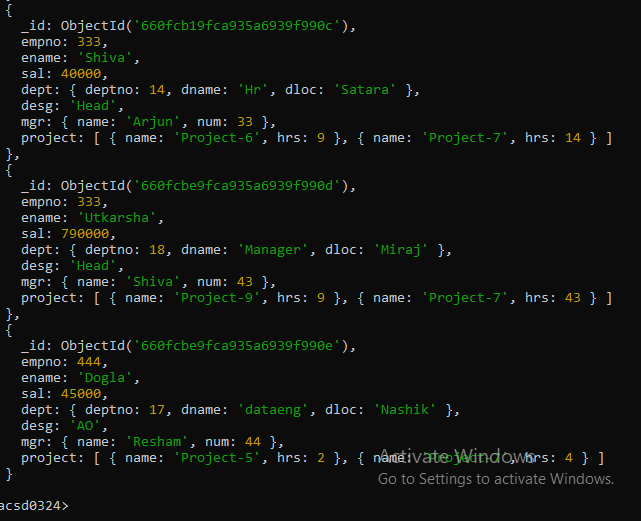 {
  _id: ObjectId('660fcb19fca935a6939f990c'),
  empno: 333,
  ename: 'Shiva',
  sal: 40000,
  dept: { deptno: 14, dname: 'Hr', dloc: 'Satara' },
  desg: 'Head',
  mgr: { name: 'Arjun', num: 33 },
  project: [ { name: 'Project-6', hrs: 9 }, { name: 'Project-7', hrs: 14 } ]
},
{
  _id: ObjectId('660fcbe9fca935a6939f990d'),
  empno: 333,
  ename: 'Utkarsha',
  sal: 790000,
  dept: { deptno: 18, dname: 'Manager', dloc: 'Miraj' },
  desg: 'Head',
  mgr: { name: 'Shiva', num: 43 },
  project: [ { name: 'Project-9', hrs: 9 }, { name: 'Project-7', hrs: 43 } ]
},
{
  _id: ObjectId('660fcbe9fca935a6939f990e'),
  empno: 444,
  ename: 'Dogla',
  sal: 45000,
  dept: { deptno: 17, dname: 'dataeng', dloc: 'Nashik' },
  desg: 'AO',
  mgr: { name: 'Resham', num: 44 },
  project: [ { name: 'Project-5', hrs: 2 }, { name: hrs: 4 } ]
}
Activate Windows
Go to Settings to activate Windows.
acsd0324>